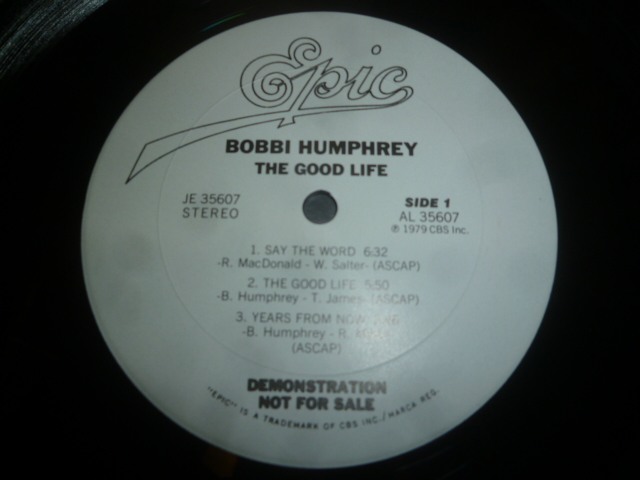 Epic
BOBBI HUMPHREY
THE GOOD LIFE
JE 35607
STEREO
SIDE 1
AL 35607
℗ 1979 CBS Inc.
1. SAY THE WORD 6:32
-R. MacDonald - W. Salter- (ASCAP)
2. THE GOOD LIFE 5:50
-B. Humphrey - T. James- (ASCAP)
3. YEARS FROM NOW
-B. Humphrey - R.
(ASCAP)
DEMONSTRATION
NOT FOR SALE
"EPIC" IS A TRADEMARK OF CBS INC./MARCA REG.